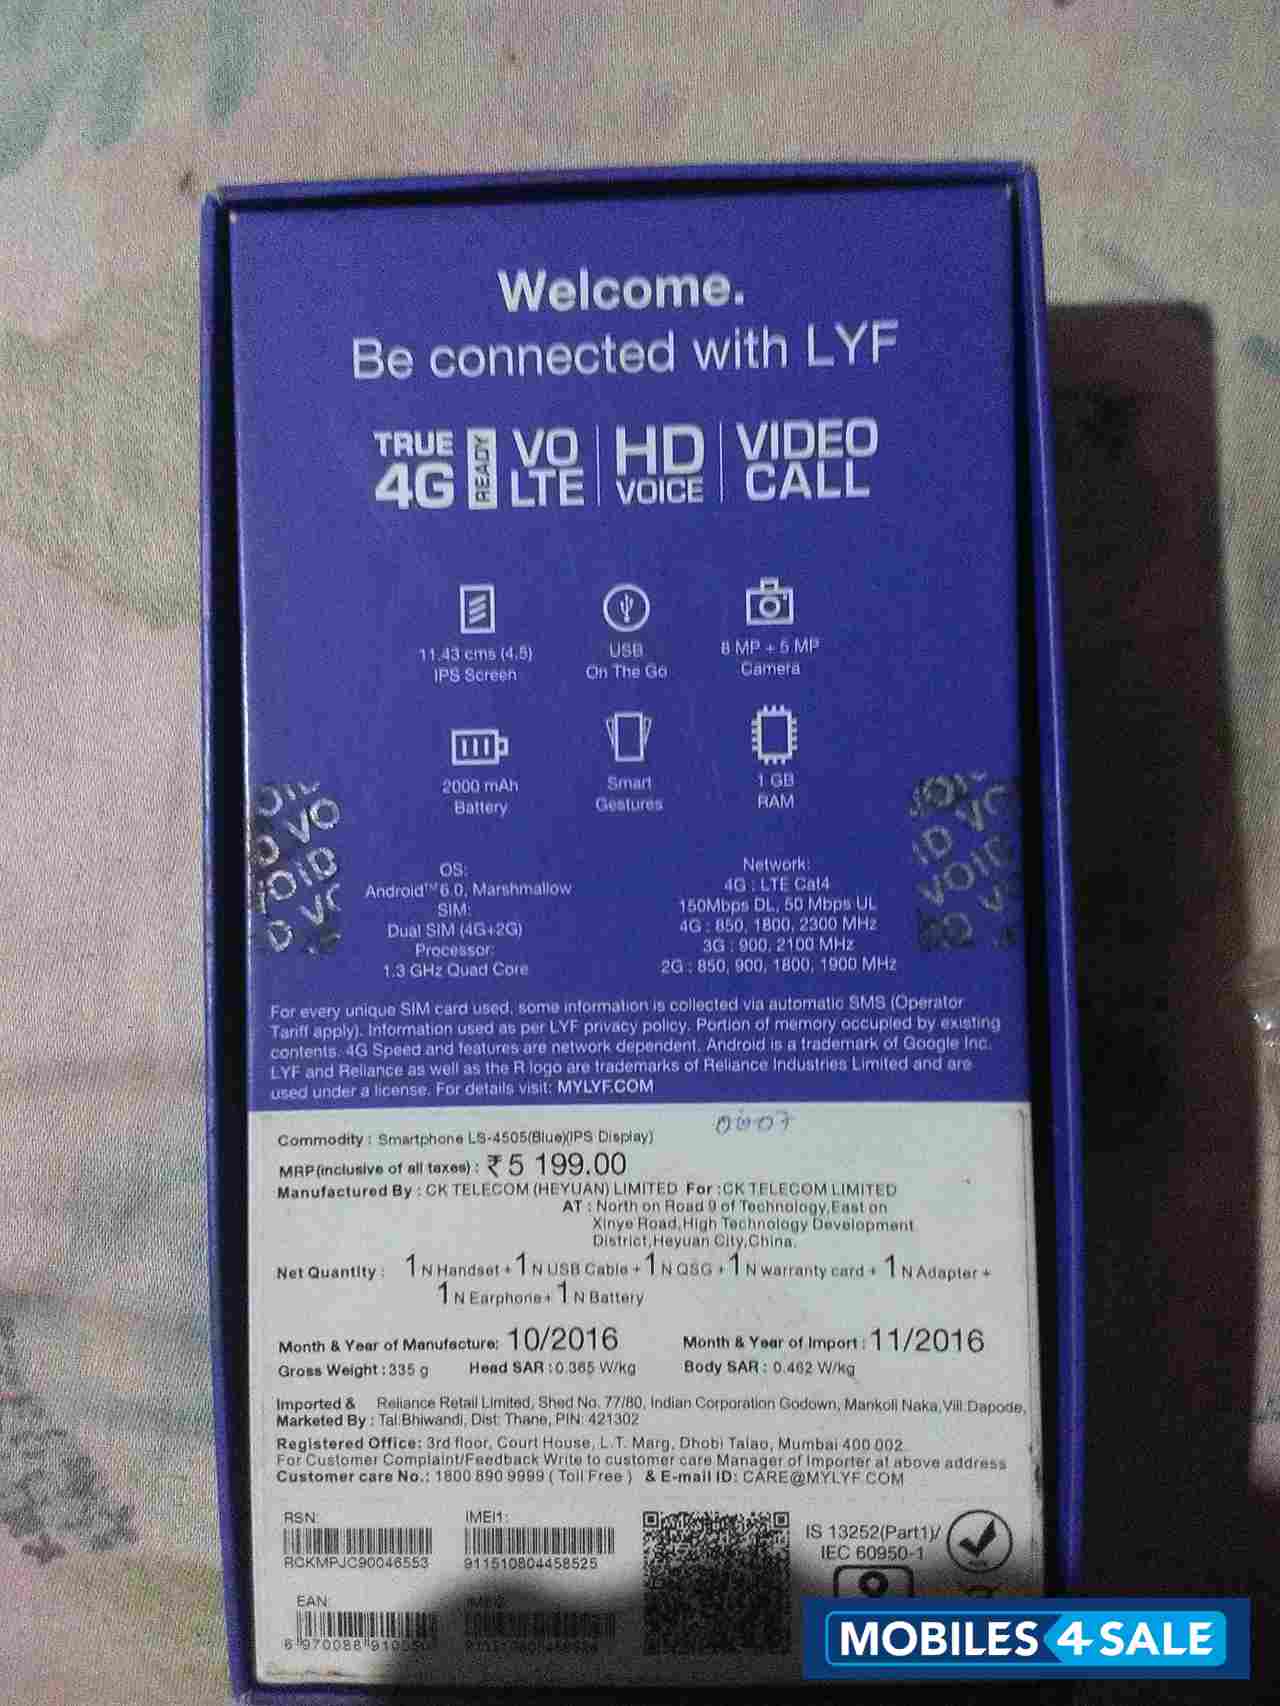 Welcome.
Be connected with LYF
TRUE 4G READY VO LTE HD VOICE VIDEO CALL
11.43 cms (4.5) IPS Screen
USB On The Go
8 MP + 5 MP Camera
2000 mAh Battery
Smart Gestures
1 GB RAM
VOID
VOID
OS:
Android™ 6.0, Marshmallow
SIM:
Dual SIM (4G+2G)
Processor:
1.3 GHz Quad Core
Network:
4G : LTE Cat4
150Mbps DL, 50 Mbps UL
4G : 850, 1800, 2300 MHz
3G : 900, 2100 MHz
2G : 850, 900, 1800, 1900 MHz
For every unique SIM card used, some information is collected via automatic SMS (Operator
Tariff apply). Information used as per LYF privacy policy. Portion of memory occupied by existing
contents. 4G Speed and features are network dependent. Android is a trademark of Google Inc.
LYF and Reliance as well as the R logo are trademarks of Reliance Industries Limited and are
used under a license. For details visit: MYLYF.COM
Commodity : Smartphone LS-4505(Blue)(IPS Display)
MRP(inclusive of all taxes) : ₹ 5 199.00
Manufactured By : CK TELECOM (HEYUAN) LIMITED For :CK TELECOM LIMITED
AT : North on Road 9 of Technology,East on
Xinye Road,High Technology Development
District,Heyuan City,China.
Net Quantity : 1 N Handset + 1 N USB Cable + 1 N QSG + 1 N warranty card + 1 N Adapter +
1 N Earphone+ 1 N Battery
Month & Year of Manufacture: 10/2016 Month & Year of Import : 11/2016
Gross Weight :335 g Head SAR :0.365 W/kg Body SAR : 0.462 W/kg
Imported & Reliance Retail Limited, Shed No. 77/80, Indian Corporation Godown, Mankoli Naka,Vill:Dapode,
Marketed By : Tal:Bhiwandi, Dist: Thane, PIN: 421302
Registered Office: 3rd floor, Court House, L.T. Marg, Dhobi Talao, Mumbai 400 002
For Customer Complaint/Feedback Write to customer care Manager of Importer at above address
Customer care No.: 1800 890 9999 ( Toll Free ) & E-mail ID: CARE@MYLYF.COM
RSN:
RCKMPJC90046553
IMEI1:
911510804458525
IS 13252(Part1)/
IEC 60950-1
EAN:
MOBILES 4 SALE